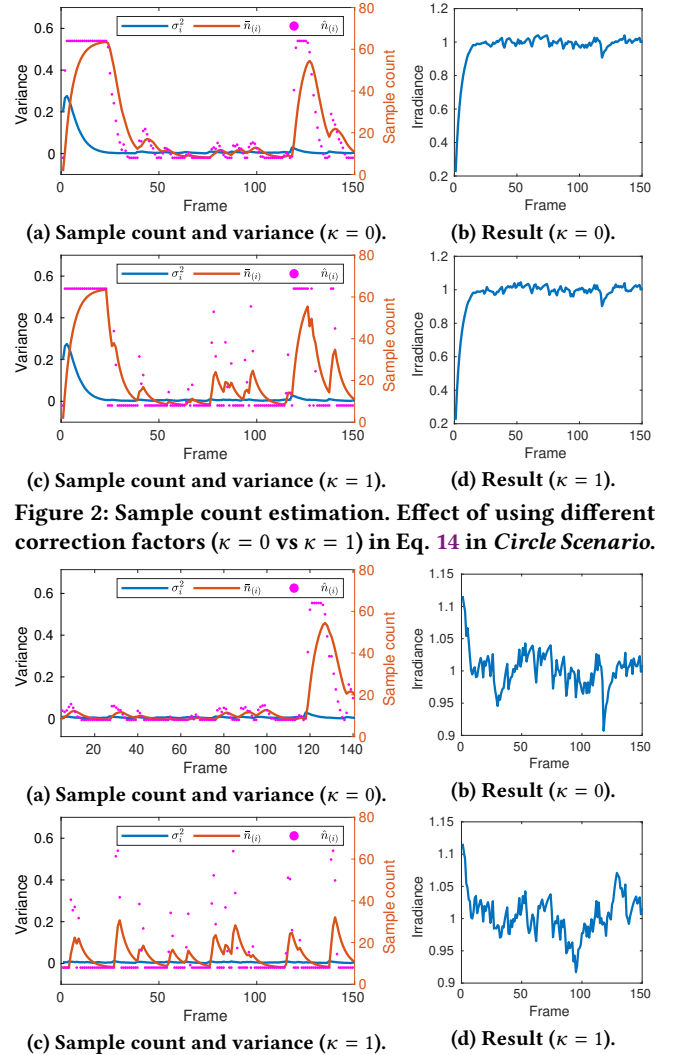 σ_i^2 n̄_(i) n̂_(i)
Variance
0.6
0.4
0.2
0
80
60
40
20
0
Sample count
0 50 100 150
Frame
Irradiance
1.2
1
0.8
0.6
0.4
0.2
0 50 100 150
Frame
(a) Sample count and variance (κ = 0).
(b) Result (κ = 0).
σ_i^2 n̄_(i) n̂_(i)
Variance
0.6
0.4
0.2
0
80
60
40
20
0
Sample count
0 50 100 150
Frame
Irradiance
1.2
1
0.8
0.6
0.4
0.2
0 50 100 150
Frame
(c) Sample count and variance (κ = 1).
(d) Result (κ = 1).
Figure 2: Sample count estimation. Effect of using different
correction factors (κ = 0 vs κ = 1) in Eq. 14 in Circle Scenario.
σ_i^2 n̄_(i) n̂_(i)
Variance
0.6
0.4
0.2
0
80
60
40
20
0
Sample count
20 40 60 80 100 120 140
Frame
Irradiance
1.15
1.1
1.05
1
0.95
0.9
0 50 100 150
Frame
(a) Sample count and variance (κ = 0).
(b) Result (κ = 0).
σ_i^2 n̄_(i) n̂_(i)
Variance
0.6
0.4
0.2
0
80
60
40
20
0
Sample count
0 50 100 150
Frame
Irradiance
1.15
1.1
1.05
1
0.95
0.9
0 50 100 150
Frame
(c) Sample count and variance (κ = 1).
(d) Result (κ = 1).